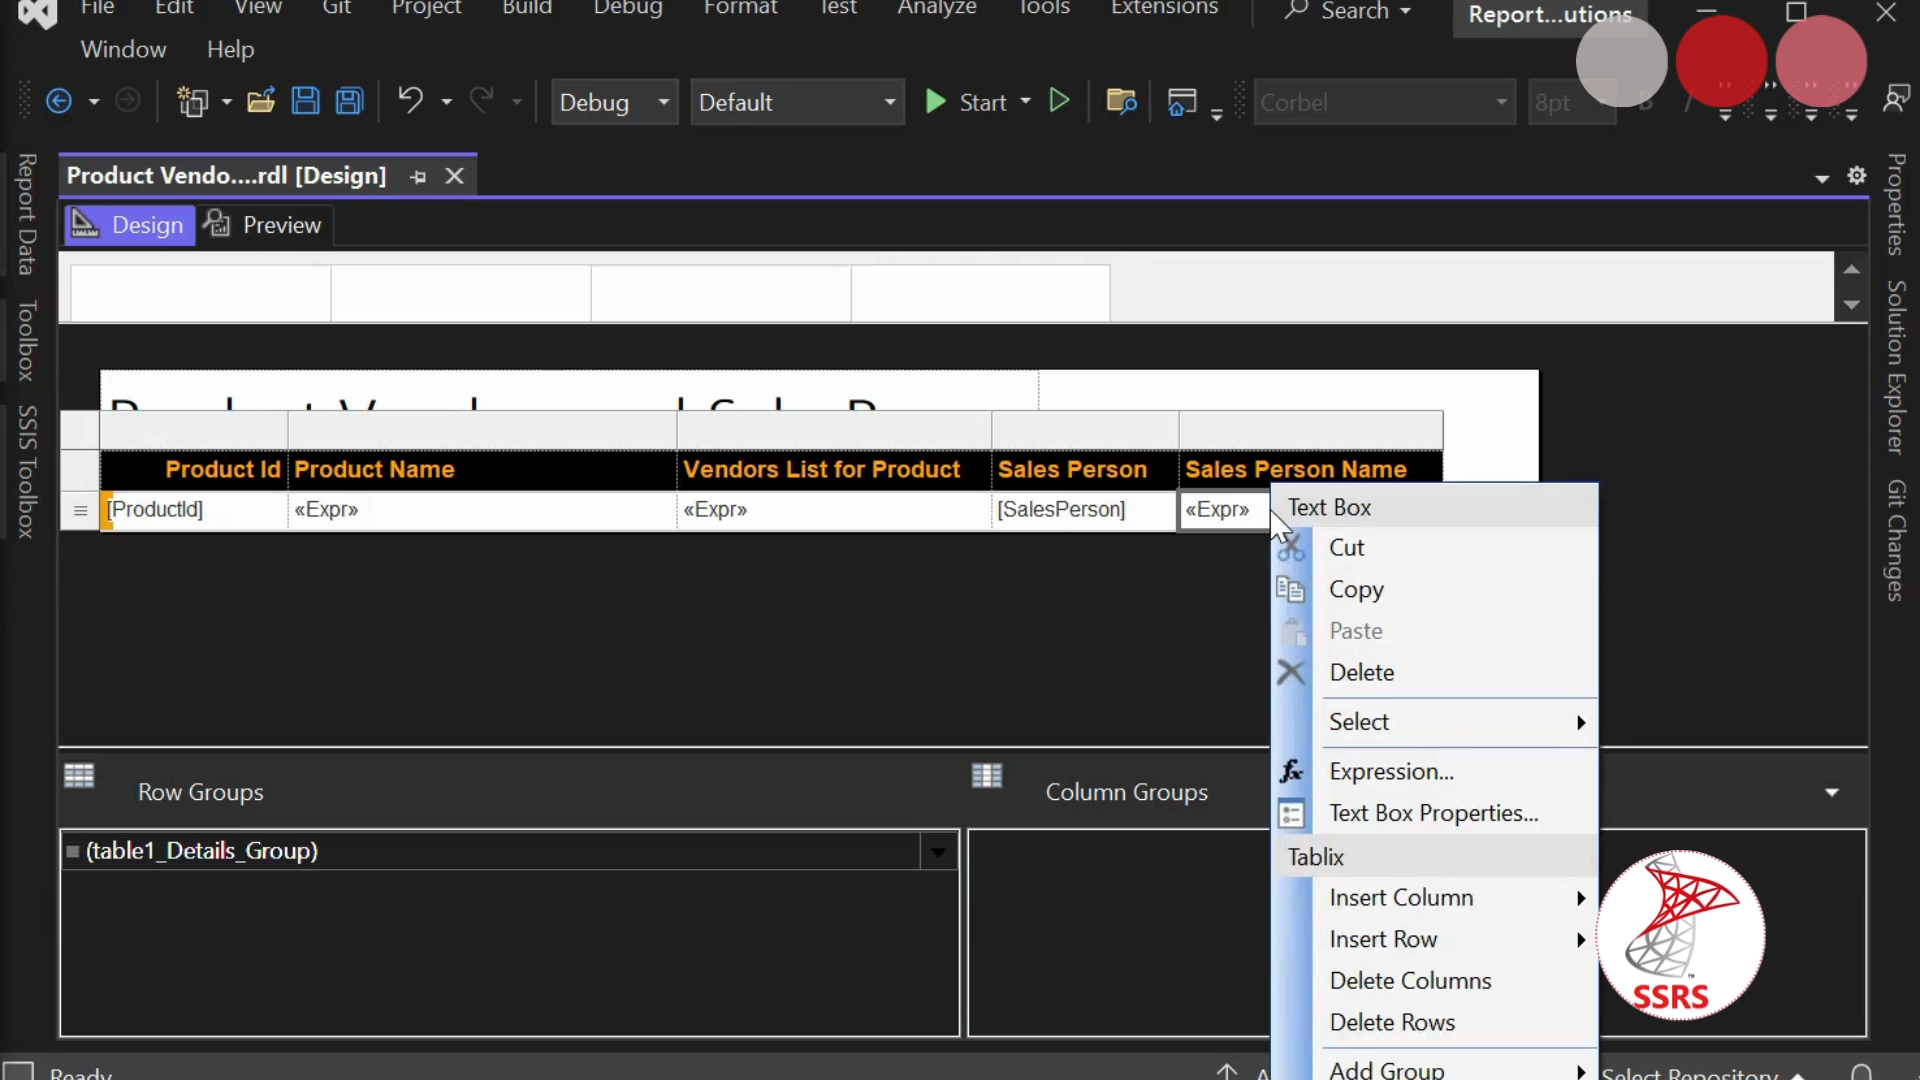 File Edit View Git Project Build Debug Format Test Analyze Tools Extensions Search Report...utions
Window Help
Debug Default Start Corbel 8pt B I
Product Vendo....rdl [Design]
Design Preview
Report Data
Toolbox
SSIS Toolbox
Properties
Solution Explorer
Git Changes
Product Id Product Name Vendors List for Product Sales Person Sales Person Name
[ProductId] «Expr» «Expr» [SalesPerson] «Expr»
Text Box
Cut
Copy
Paste
Delete
Select
Expression...
Text Box Properties...
Tablix
Insert Column
Insert Row
Delete Columns
Delete Rows
Add Group
Row Groups Column Groups
(table1_Details_Group)
SSRS
Ready
Select Repository